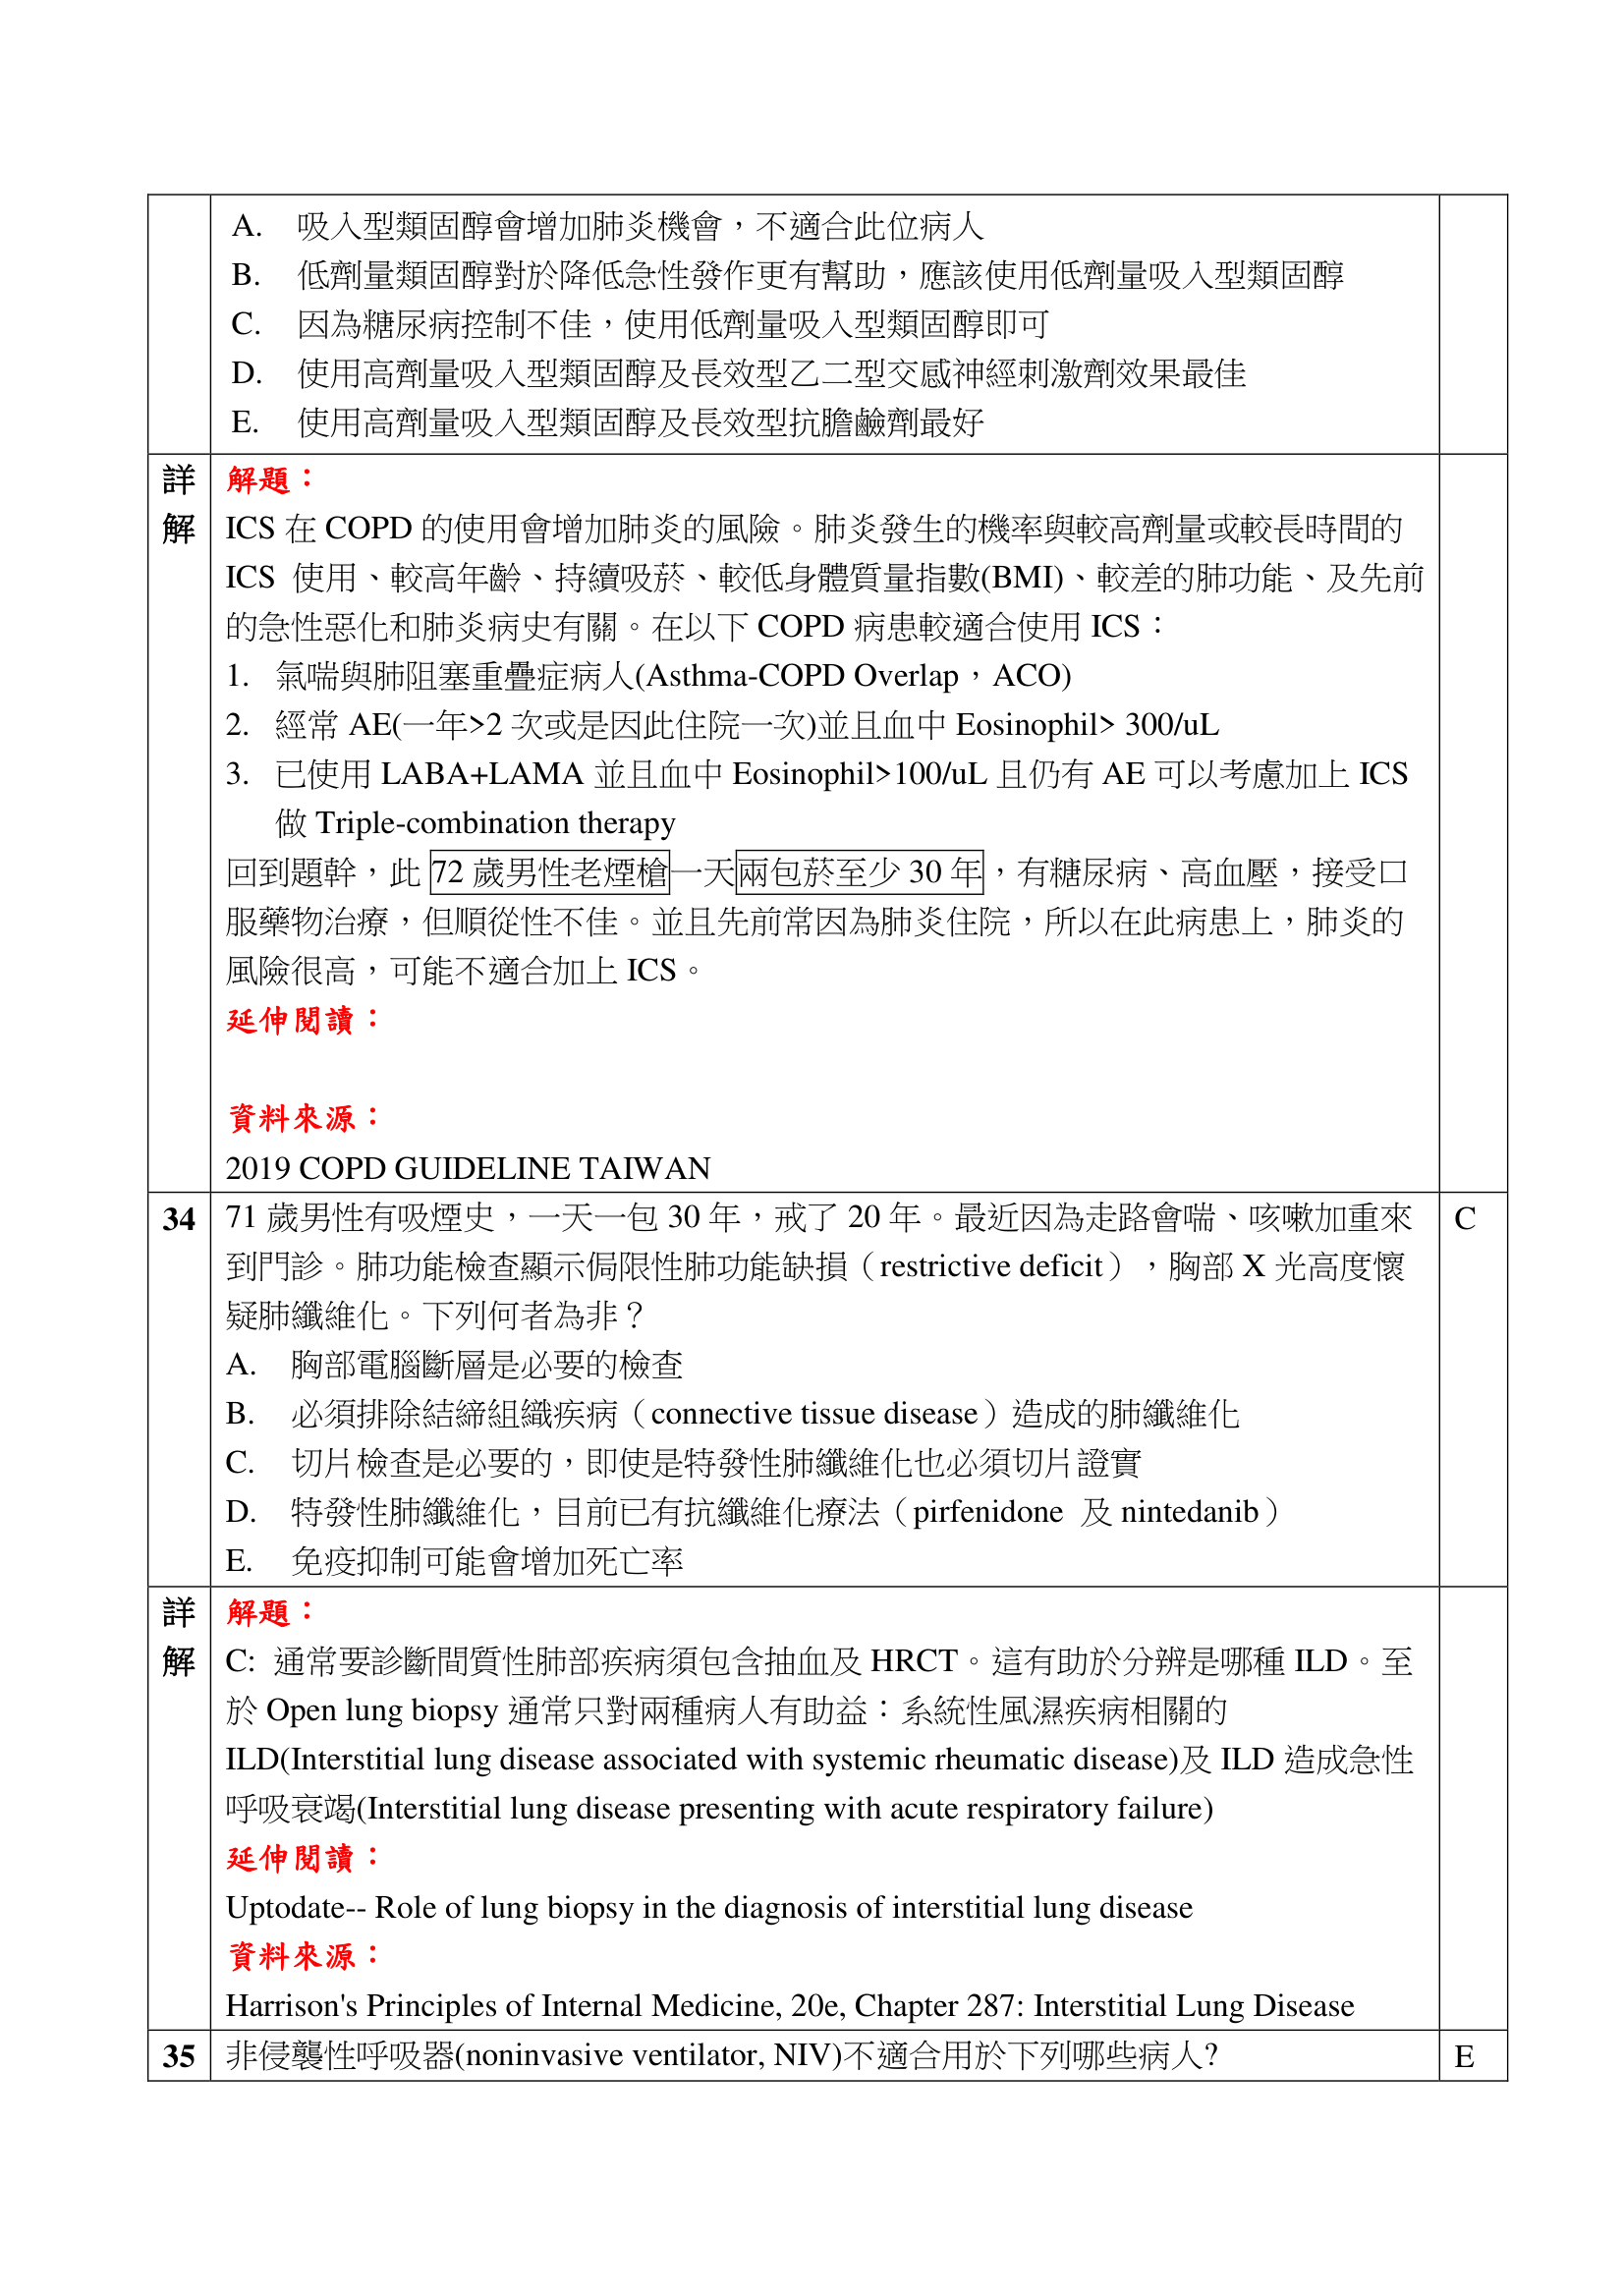 A. 吸入型類固醇會增加肺炎機會，不適合此位病人
B. 低劑量類固醇對於降低急性發作更有幫助，應該使用低劑量吸入型類固醇
C. 因為糖尿病控制不佳，使用低劑量吸入型類固醇即可
D. 使用高劑量吸入型類固醇及長效型乙二型交感神經刺激劑效果最佳
E. 使用高劑量吸入型類固醇及長效型抗膽鹼劑最好
詳解
解題：
ICS 在 COPD 的使用會增加肺炎的風險。肺炎發生的機率與較高劑量或較長時間的
ICS 使用、較高年齡、持續吸菸、較低身體質量指數(BMI)、較差的肺功能、及先前
的急性惡化和肺炎病史有關。在以下 COPD 病患較適合使用 ICS：
1. 氣喘與肺阻塞重疊症病人(Asthma-COPD Overlap，ACO)
2. 經常 AE(一年>2 次或是因此住院一次)並且血中 Eosinophil> 300/uL
3. 已使用 LABA+LAMA 並且血中 Eosinophil>100/uL 且仍有 AE 可以考慮加上 ICS
做 Triple-combination therapy
回到題幹，此 72 歲男性老煙槍一天兩包菸至少 30 年，有糖尿病、高血壓，接受口
服藥物治療，但順從性不佳。並且先前常因為肺炎住院，所以在此病患上，肺炎的
風險很高，可能不適合加上 ICS。
延伸閱讀：
資料來源：
2019 COPD GUIDELINE TAIWAN
34 71 歲男性有吸煙史，一天一包 30 年，戒了 20 年。最近因為走路會喘、咳嗽加重來 C
到門診。肺功能檢查顯示侷限性肺功能缺損（restrictive deficit），胸部 X 光高度懷
疑肺纖維化。下列何者為非？
A. 胸部電腦斷層是必要的檢查
B. 必須排除結締組織疾病（connective tissue disease）造成的肺纖維化
C. 切片檢查是必要的，即使是特發性肺纖維化也必須切片證實
D. 特發性肺纖維化，目前已有抗纖維化療法（pirfenidone 及 nintedanib）
E. 免疫抑制可能會增加死亡率
詳解
解題：
C: 通常要診斷間質性肺部疾病須包含抽血及 HRCT。這有助於分辨是哪種 ILD。至
於 Open lung biopsy 通常只對兩種病人有助益：系統性風濕疾病相關的
ILD(Interstitial lung disease associated with systemic rheumatic disease)及 ILD 造成急性
呼吸衰竭(Interstitial lung disease presenting with acute respiratory failure)
延伸閱讀：
Uptodate-- Role of lung biopsy in the diagnosis of interstitial lung disease
資料來源：
Harrison's Principles of Internal Medicine, 20e, Chapter 287: Interstitial Lung Disease
35 非侵襲性呼吸器(noninvasive ventilator, NIV)不適合用於下列哪些病人? E